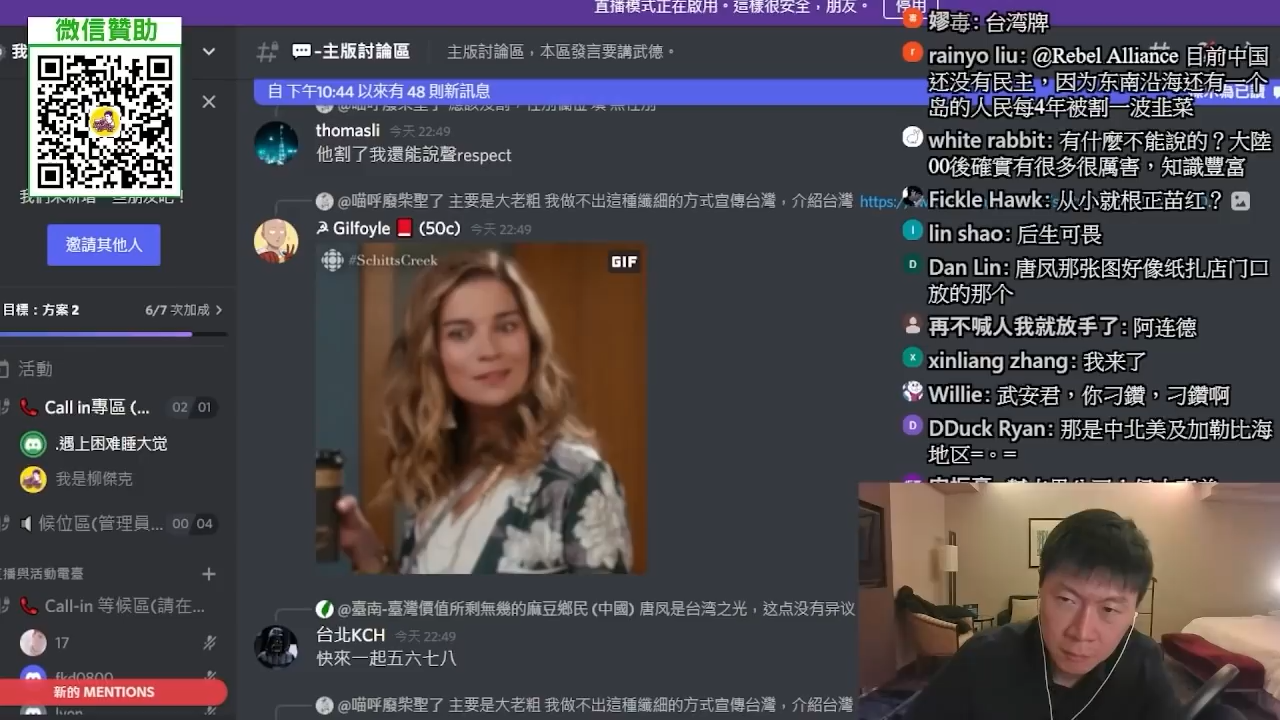 直播模式正在啟用。這樣很安全，朋友。
停用
微信贊助
我
-主版討論區
主版討論區，本區發言要講武德。
自 下午10:44 以來有 48 則新訊息
thomasli 今天 22:49
他割了我還能說聲respect
@喵呼廢柴聖了 主要是大老粗 我做不出這種纖細的方式宣傳台灣，介紹台灣
Gilfoyle (50c) 今天 22:49
#SchittsCreek
GIF
@臺南-臺灣價值所剩無幾的麻豆鄉民 (中國) 唐凤是台湾之光，这点没有异议
台北KCH 今天 22:49
快來一起五六七八
@喵呼廢柴聖了 主要是大老粗 我做不出這種纖細的方式宣傳台灣，介紹台灣
邀請其他人
目標：方案 2
6/7 次加成
活動
Call in專區 (... 02 01
.遇上困难睡大觉
我是柳傑克
候位區(管理員... 00 04
播與活動電臺
Call-in 等候區(請在...
17
fkd0800
新的 MENTIONS
嫪毐: 台湾牌
rainyo liu: @Rebel Alliance 目前中国
还没有民主，因为东南沿海还有一个
岛的人民每4年被割一波韭菜
white rabbit: 有什麼不能說的？大陸
00後確實有很多很厲害，知識豐富
Fickle Hawk: 从小就根正苗红？
lin shao: 后生可畏
Dan Lin: 唐凤那张图好像纸扎店门口
放的那个
再不喊人我就放手了: 阿连德
xinliang zhang: 我来了
Willie: 武安君，你刁鑽，刁鑽啊
DDuck Ryan: 那是中北美及加勒比海
地区=。=